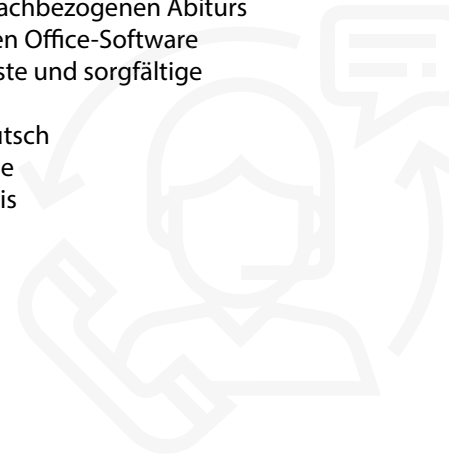 achbezogenen Abiturs
en Office-Software
ste und sorgfältige
utsch
e
is